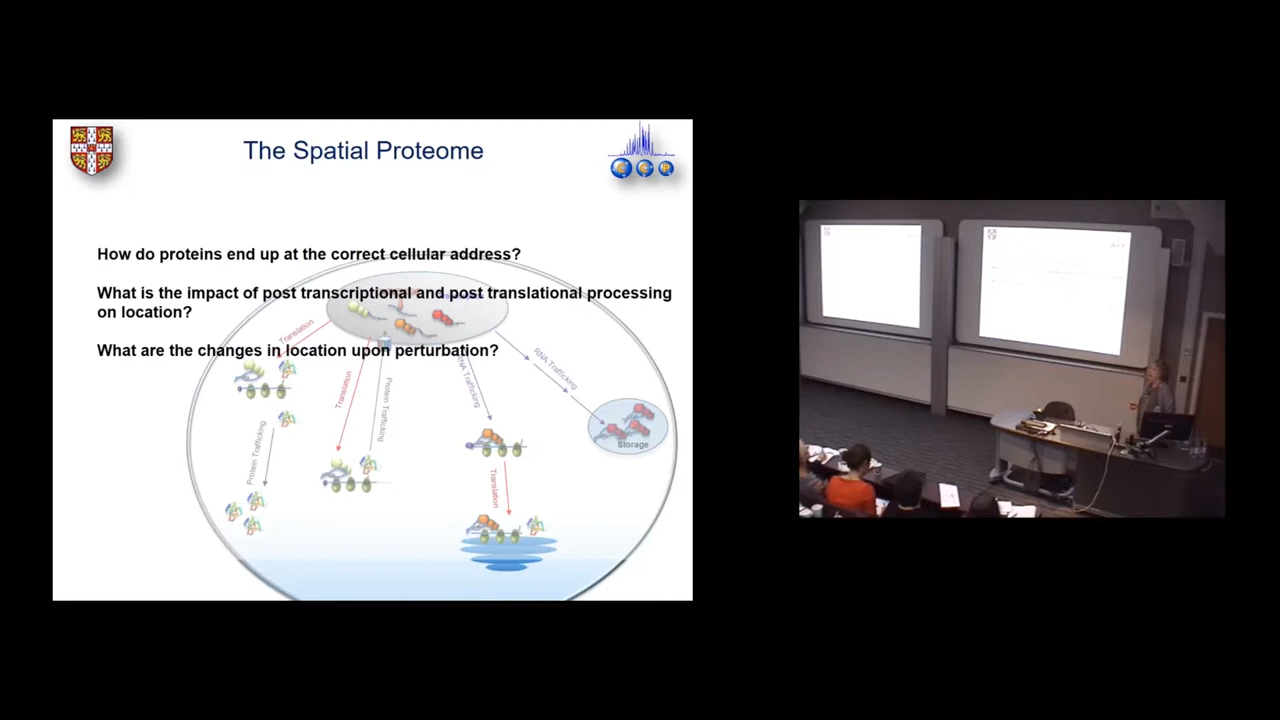 The Spatial Proteome
How do proteins end up at the correct cellular address?
What is the impact of post transcriptional and post translational processing
on location?
What are the changes in location upon perturbation?
Translation
Translation
Protein Trafficking
RNA Trafficking
RNA Trafficking
Protein Trafficking
Translation
Storage